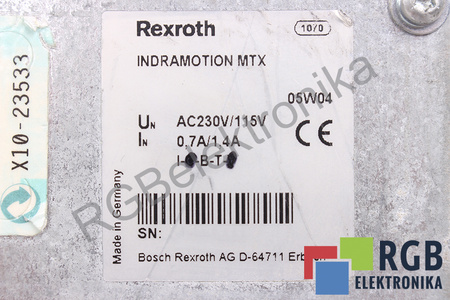 Rexroth
10/0
INDRAMOTION MTX
05W04
UN AC230V/115V
IN 0,7A/1,4A
CE
SN:
Bosch Rexroth AG D-64711
Made in Germany
X10-23533
RGBelektronika
RGB
ELEKTRONIKA